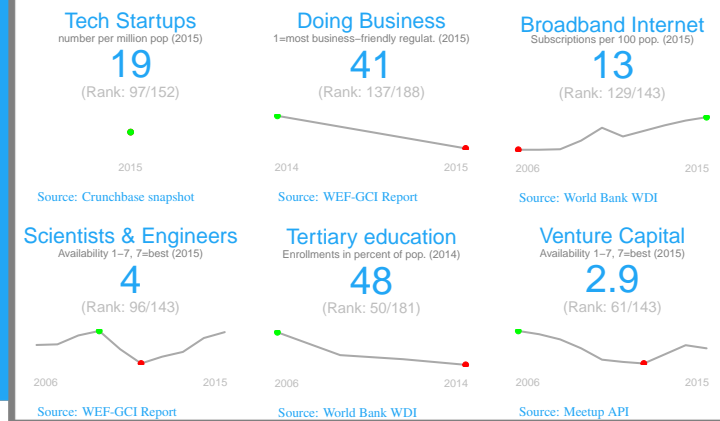 Tech Startups
number per million pop (2015)
19
(Rank: 97/152)
2015
Source: Crunchbase snapshot
Doing Business
1=most business−friendly regulat. (2015)
41
(Rank: 137/188)
2014 2015
Source: WEF-GCI Report
Broadband Internet
Subscriptions per 100 pop. (2015)
13
(Rank: 129/143)
2006 2015
Source: World Bank WDI
Scientists & Engineers
Availability 1−7, 7=best (2015)
4
(Rank: 96/143)
2006 2015
Source: WEF-GCI Report
Tertiary education
Enrollments in percent of pop. (2014)
48
(Rank: 50/181)
2006 2014
Source: World Bank WDI
Venture Capital
Availability 1−7, 7=best (2015)
2.9
(Rank: 61/143)
2006 2015
Source: Meetup API